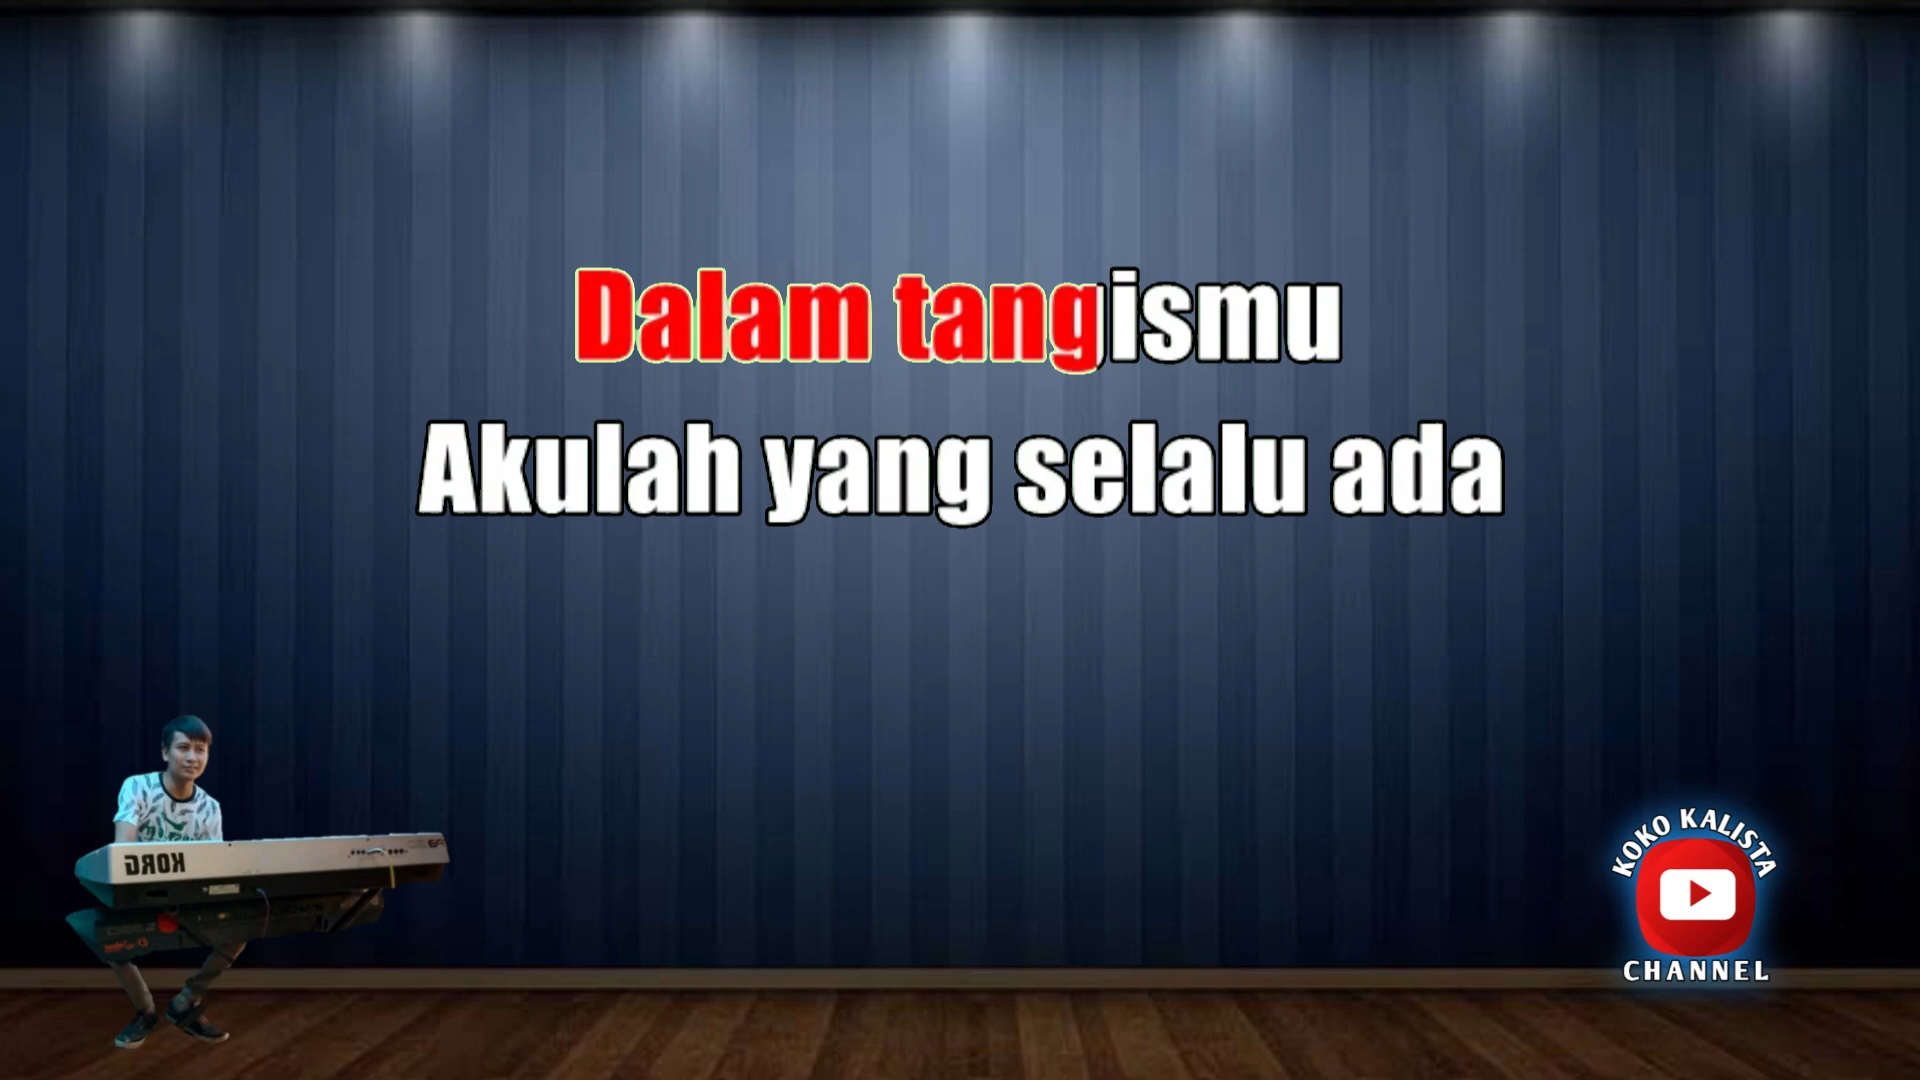 Dalam tangismu
Akulah yang selalu ada
KORG
KOKO KALISTA
CHANNEL